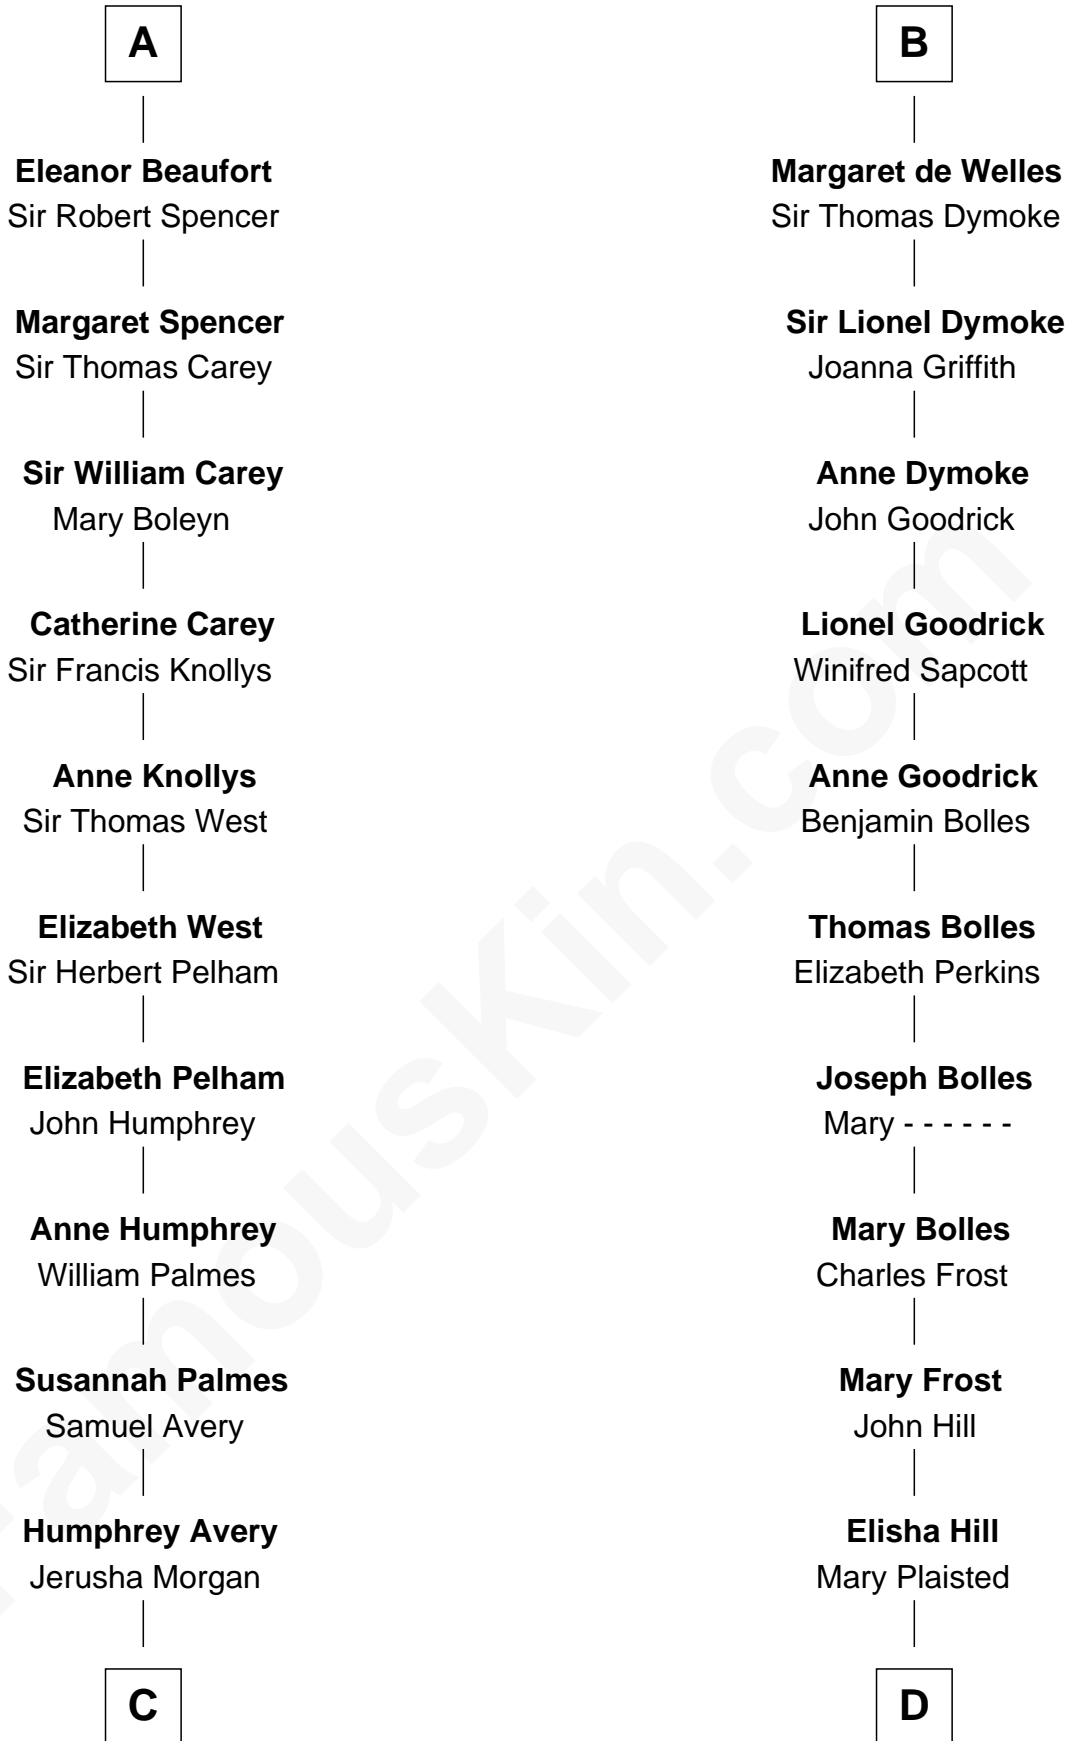 A
Eleanor Beaufort
Sir Robert Spencer
Margaret Spencer
Sir Thomas Carey
Sir William Carey
Mary Boleyn
Catherine Carey
Sir Francis Knollys
Anne Knollys
Sir Thomas West
Elizabeth West
Sir Herbert Pelham
Elizabeth Pelham
John Humphrey
Anne Humphrey
William Palmes
Susannah Palmes
Samuel Avery
Humphrey Avery
Jerusha Morgan
C
B
Margaret de Welles
Sir Thomas Dymoke
Sir Lionel Dymoke
Joanna Griffith
Anne Dymoke
John Goodrick
Lionel Goodrick
Winifred Sapcott
Anne Goodrick
Benjamin Bolles
Thomas Bolles
Elizabeth Perkins
Joseph Bolles
Mary - - - - - -
Mary Bolles
Charles Frost
Mary Frost
John Hill
Elisha Hill
Mary Plaisted
D
FamousKin.com